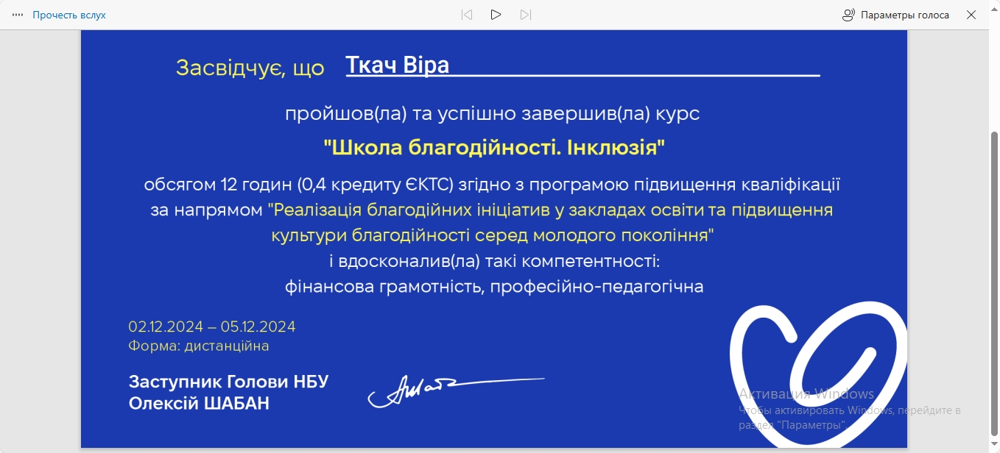 Прочесть вслух
Параметры голоса
Засвідчує, що Ткач Віра
пройшов(ла) та успішно завершив(ла) курс
"Школа благодійності. Інклюзія"
обсягом 12 годин (0,4 кредиту ЄКТС) згідно з програмою підвищення кваліфікації
за напрямом "Реалізація благодійних ініціатив у закладах освіти та підвищення
культури благодійності серед молодого покоління"
і вдосконалив(ла) такі компетентності:
фінансова грамотність, професійно-педагогічна
02.12.2024 – 05.12.2024
Форма: дистанційна
Заступник Голови НБУ
Олексій ШАБАН
Активация Windows
Чтобы активировать Windows, перейдите в
раздел "Параметры".